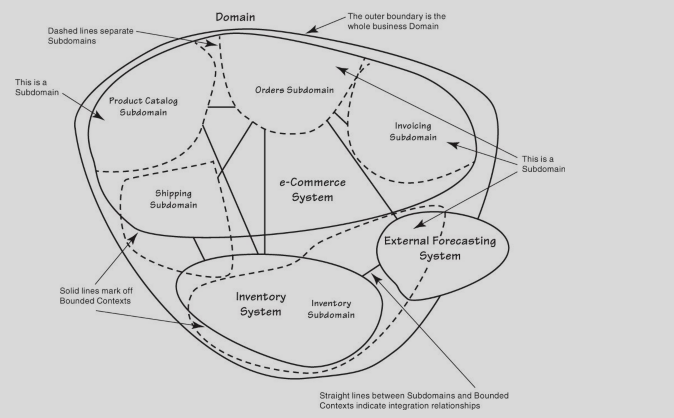 Domain
The outer boundary is the
whole business Domain
Dashed lines separate
Subdomains
This is a
Subdomain
Product Catalog
Subdomain
Orders Subdomain
Invoicing
Subdomain
This is a
Subdomain
Shipping
Subdomain
e-Commerce
System
External Forecasting
System
Solid lines mark off
Bounded Contexts
Inventory
System
Inventory
Subdomain
Straight lines between Subdomains and Bounded
Contexts indicate integration relationships